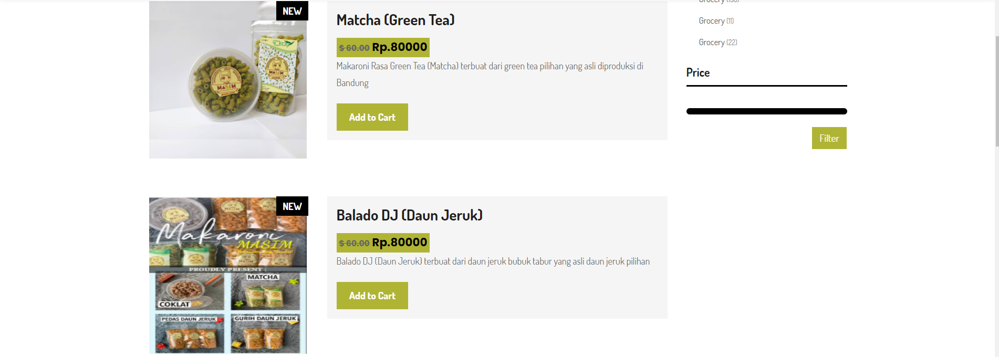 NEW
Matcha (Green Tea)
$ 60.00 Rp.80000
Makaroni Rasa Green Tea (Matcha) terbuat dari green tea pilihan yang asli diproduksi di
Bandung
Add to Cart
MASIM
MASIM
Grocery (11)
Grocery (22)
Price
Filter
NEW
Makaroni
MASIM
PROUDLY PRESENT :
MATCHA
COKLAT
PEDAS DAUN JERUK
GURIH DAUN JERUK
Balado DJ (Daun Jeruk)
$ 60.00 Rp.80000
Balado DJ (Daun Jeruk) terbuat dari daun jeruk bubuk tabur yang asli daun jeruk pilihan
Add to Cart